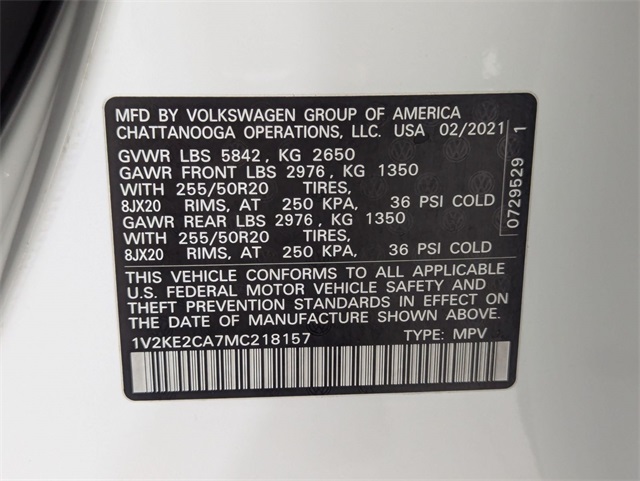 MFD BY VOLKSWAGEN GROUP OF AMERICA
CHATTANOOGA OPERATIONS, LLC. USA 02/2021
GVWR LBS 5842, KG 2650
GAWR FRONT LBS 2976, KG 1350
WITH 255/50R20 TIRES,
8JX20 RIMS, AT 250 KPA, 36 PSI COLD
GAWR REAR LBS 2976, KG 1350
WITH 255/50R20 TIRES,
8JX20 RIMS, AT 250 KPA, 36 PSI COLD
THIS VEHICLE CONFORMS TO ALL APPLICABLE
U.S. FEDERAL MOTOR VEHICLE SAFETY AND
THEFT PREVENTION STANDARDS IN EFFECT ON
THE DATE OF MANUFACTURE SHOWN ABOVE
1V2KE2CA7MC218157 TYPE: MPV
0729529 1